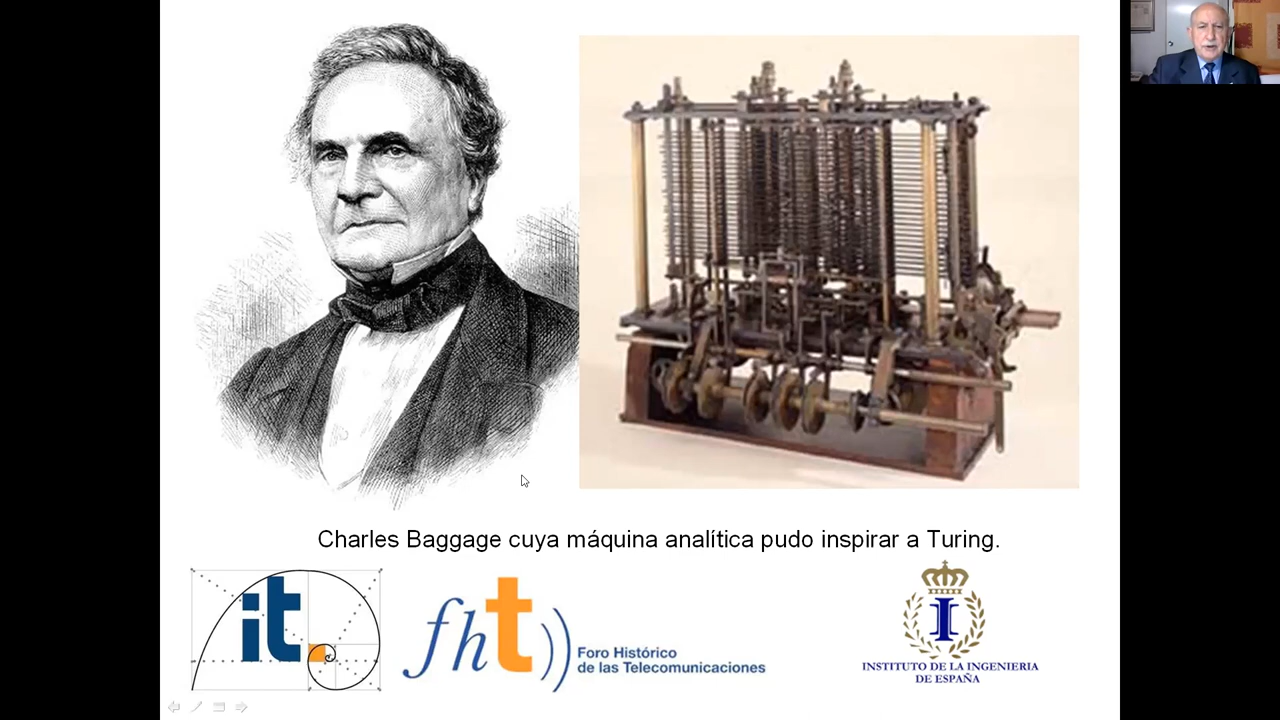 Charles Baggage cuya máquina analítica pudo inspirar a Turing.
it
fht
Foro Histórico
de las Telecomunicaciones
I
INSTITUTO DE LA INGENIERIA
DE ESPAÑA